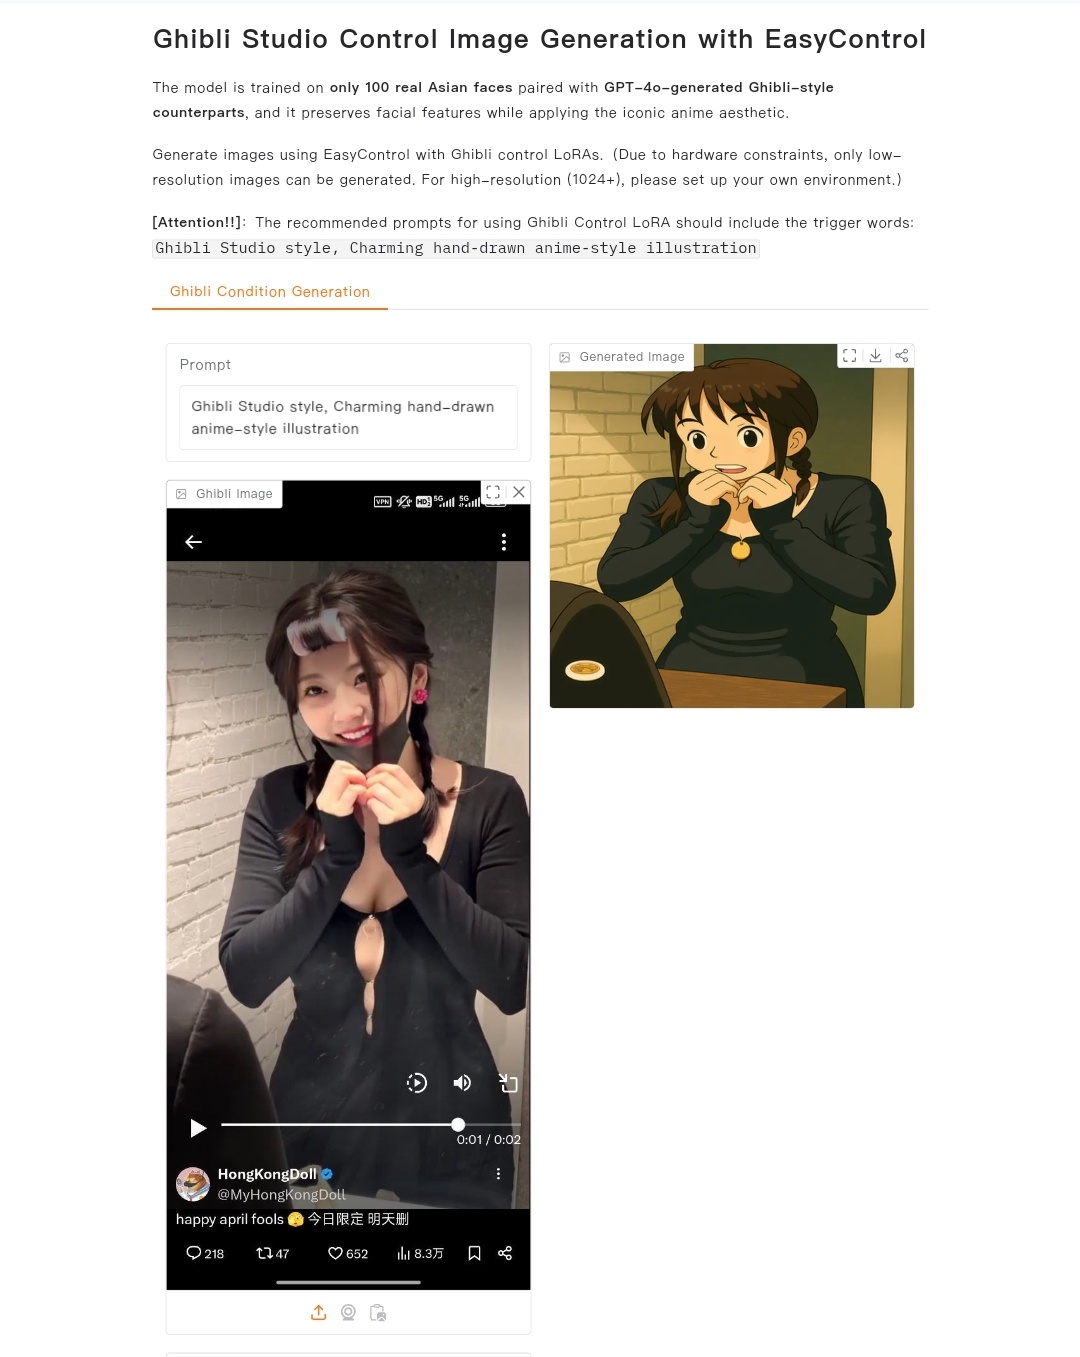 Ghibli Studio Control Image Generation with EasyControl
The model is trained on only 100 real Asian faces paired with GPT-4o-generated Ghibli-style
counterparts, and it preserves facial features while applying the iconic anime aesthetic.
Generate images using EasyControl with Ghibli control LoRAs. (Due to hardware constraints, only low-
resolution images can be generated. For high-resolution (1024+), please set up your own environment.)
[Attention!!]: The recommended prompts for using Ghibli Control LoRA should include the trigger words:
Ghibli Studio style, Charming hand-drawn anime-style illustration
Ghibli Condition Generation
Prompt
Ghibli Studio style, Charming hand-drawn
anime-style illustration
Generated Image
Ghibli Image
VPN HD 5G 5G
0:01 / 0:02
HongKongDoll
@MyHongKongDoll
happy april fools 🫣 今日限定 明天删
218 47 652 8.3万